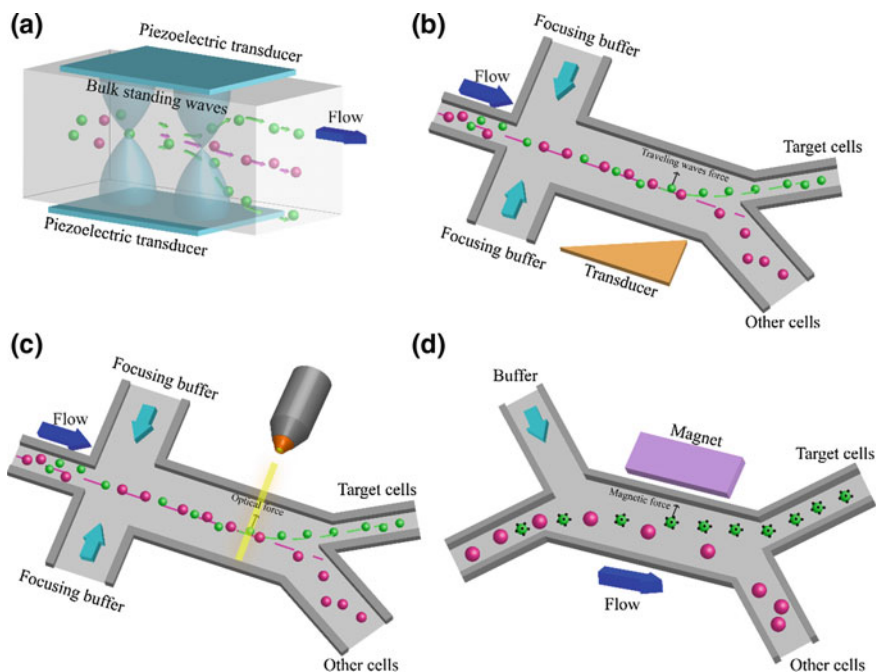 (a)
Piezoelectric transducer
Bulk standing waves
Flow
Piezoelectric transducer
(b)
Focusing buffer
Flow
Target cells
Traveling waves force
Focusing buffer
Transducer
Other cells
(c)
Focusing buffer
Flow
Optical force
Target cells
Focusing buffer
Other cells
(d)
Buffer
Magnet
Target cells
Magnetic force
Flow
Other cells